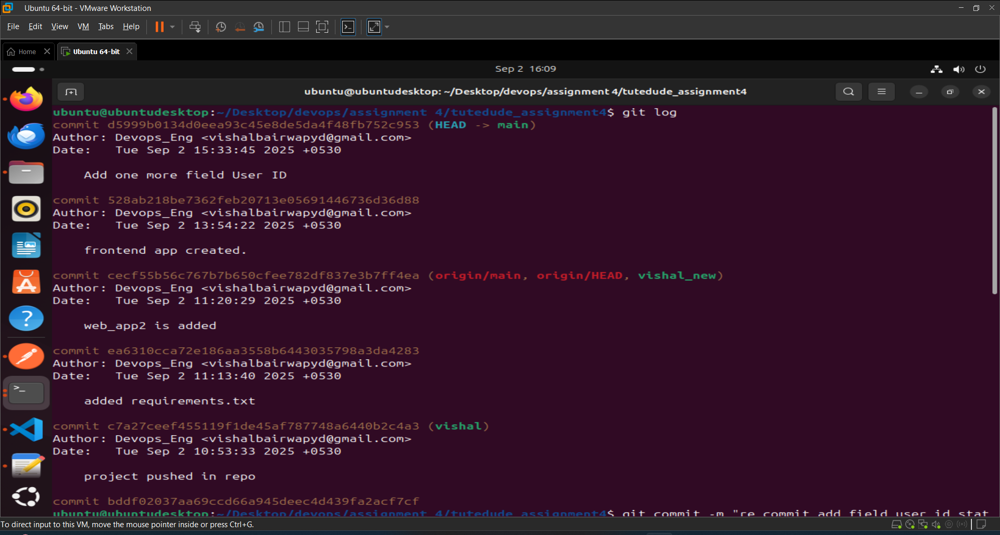 Ubuntu 64-bit - VMware Workstation
File Edit View VM Tabs Help
Home
Ubuntu 64-bit
Sep 2 16:09
ubuntu@ubuntudesktop: ~/Desktop/devops/assignment 4/tutedude_assignment4
ubuntu@ubuntudesktop:~/Desktop/devops/assignment 4/tutedude_assignment4$ git log
commit d5999b0134d0eea93c45e8de5da4f48fb752c953 (HEAD -> main)
Author: Devops_Eng <vishalbairwapyd@gmail.com>
Date:   Tue Sep 2 15:33:45 2025 +0530
Add one more field User ID
commit 528ab218be7362feb20713e05691446736d36d88
Author: Devops_Eng <vishalbairwapyd@gmail.com>
Date:   Tue Sep 2 13:54:22 2025 +0530
frontend app created.
commit cecf55b56c767b7b650cfee782df837e3b7ff4ea (origin/main, origin/HEAD, vishal_new)
Author: Devops_Eng <vishalbairwapyd@gmail.com>
Date:   Tue Sep 2 11:20:29 2025 +0530
web_app2 is added
commit ea6310cca72e186aa3558b6443035798a3da4283
Author: Devops_Eng <vishalbairwapyd@gmail.com>
Date:   Tue Sep 2 11:13:40 2025 +0530
added requirements.txt
commit c7a27ceef455119f1de45af787748a6440b2c4a3 (vishal)
Author: Devops_Eng <vishalbairwapyd@gmail.com>
Date:   Tue Sep 2 10:53:33 2025 +0530
project pushed in repo
commit bddf02037aa69ccd66a945deec4d439fa2acf7cf
ubuntu@ubuntudesktop:~/Desktop/devops/assignment 4/tutedude_assignment4$ git commit -m "re commit add field user id stat
To direct input to this VM, move the mouse pointer inside or press Ctrl+G.